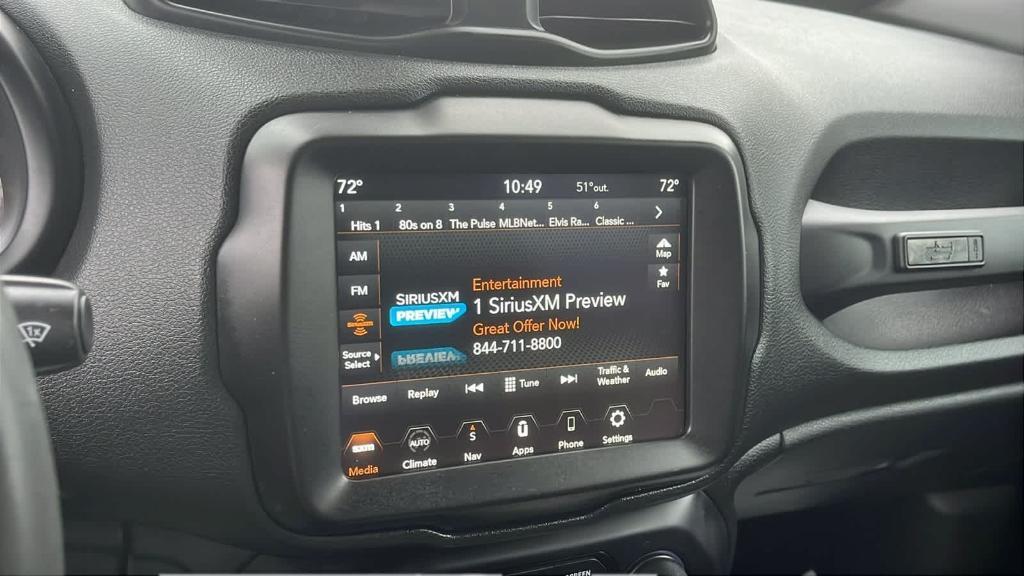 72° 10:49 51°out. 72°
1 2 3 4 5 6
Hits 1 80s on 8 The Pulse MLBNet... Elvis Ra... Classic ...
AM
Map
FM
Fav
Entertainment
SIRIUSXM
PREVIEW
1 SiriusXM Preview
Great Offer Now!
844-711-8800
Source
Select
Browse Replay Tune Traffic &
Weather Audio
AUTO S
Media Climate Nav Apps Phone Settings